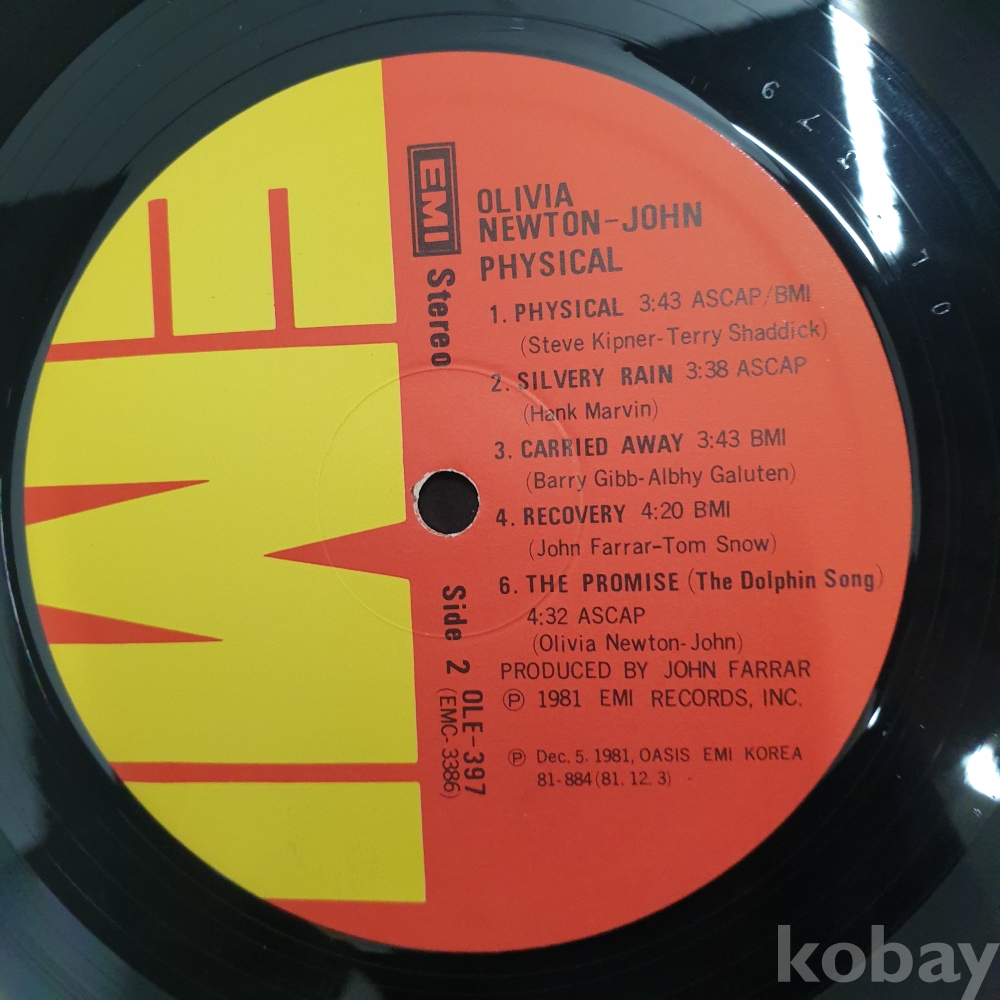 EMI
Stereo
OLIVIA
NEWTON-JOHN
PHYSICAL
1. PHYSICAL 3:43 ASCAP/BMI
(Steve Kipner-Terry Shaddick)
2. SILVERY RAIN 3:38 ASCAP
(Hank Marvin)
3. CARRIED AWAY 3:43 BMI
(Barry Gibb-Albhy Galuten)
4. RECOVERY 4:20 BMI
(John Farrar-Tom Snow)
6. THE PROMISE (The Dolphin Song)
4:32 ASCAP
(Olivia Newton-John)
PRODUCED BY JOHN FARRAR
Ⓟ 1981 EMI RECORDS, INC.
Ⓟ Dec. 5. 1981, OASIS EMI KOREA
81-884 (81. 12. 3)
Side 2
OLE-397
(EMC-3386)
EMI
kobay